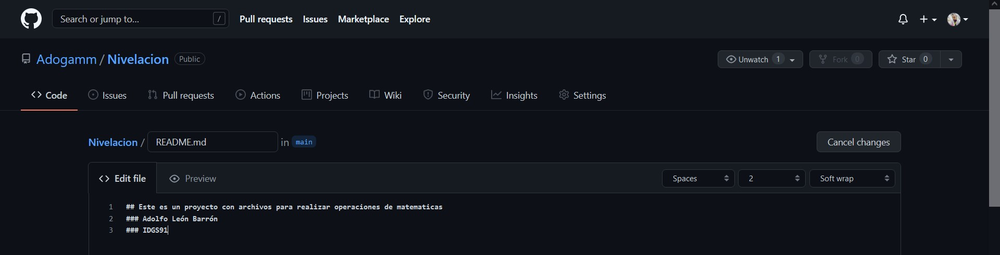 Search or jump to... / Pull requests Issues Marketplace Explore
Adogamm / Nivelacion Public Unwatch 1 Fork 0 Star 0
Code Issues Pull requests Actions Projects Wiki Security Insights Settings
Nivelacion / README.md in main Cancel changes
Edit file Preview Spaces 2 Soft wrap
1 ## Este es un proyecto con archivos para realizar operaciones de matematicas
2 ### Adolfo León Barrón
3 ### IDGS91